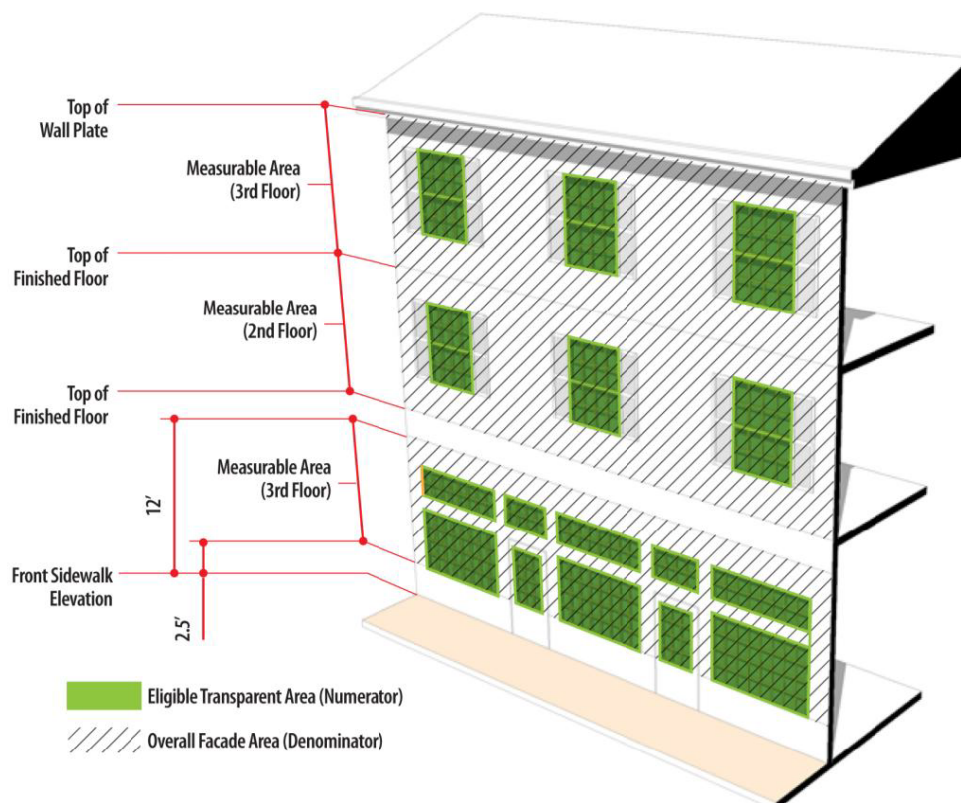 Top of
Wall Plate
Measurable Area
(3rd Floor)
Top of
Finished Floor
Measurable Area
(2nd Floor)
Top of
Finished Floor
Measurable Area
(3rd Floor)
12'
Front Sidewalk
Elevation
2.5'
Eligible Transparent Area (Numerator)
Overall Facade Area (Denominator)